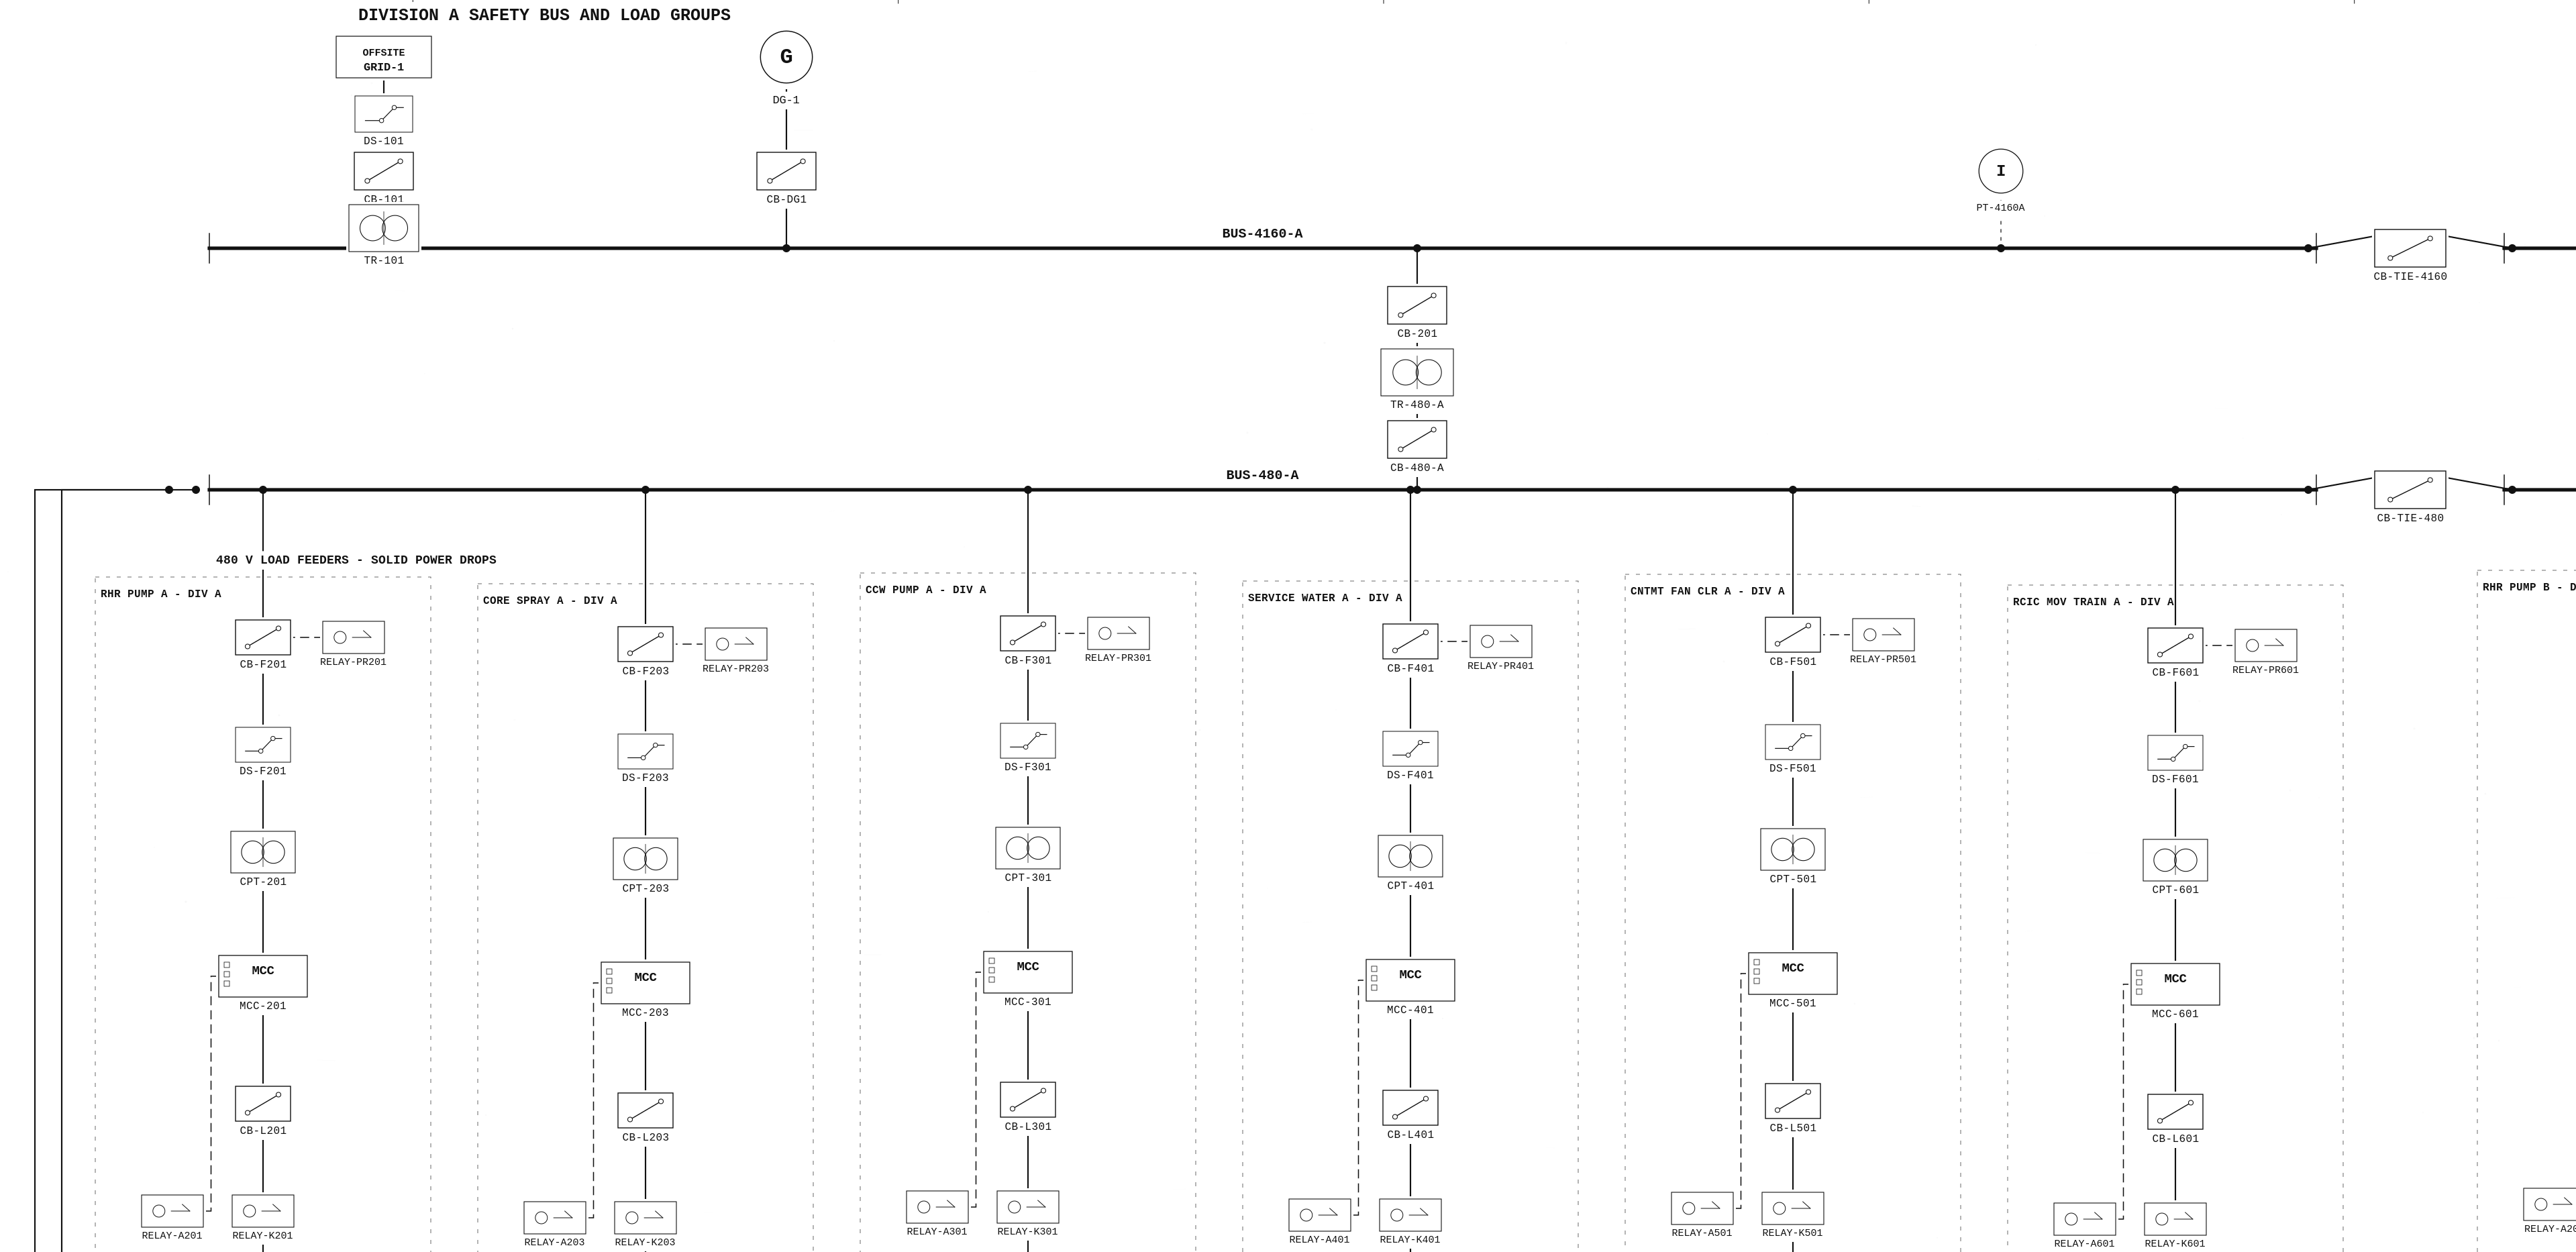 DIVISION A SAFETY BUS AND LOAD GROUPS
OFFSITE
GRID-1
G
DG-1
DS-101
CB-101
CB-DG1
I
PT-4160A
TR-101
BUS-4160-A
CB-TIE-4160
CB-201
TR-480-A
CB-480-A
BUS-480-A
CB-TIE-480
480 V LOAD FEEDERS - SOLID POWER DROPS
RHR PUMP A - DIV A
CB-F201
RELAY-PR201
DS-F201
CPT-201
MCC
MCC-201
CB-L201
RELAY-A201
RELAY-K201
CORE SPRAY A - DIV A
CB-F203
RELAY-PR203
DS-F203
CPT-203
MCC
MCC-203
CB-L203
RELAY-A203
RELAY-K203
CCW PUMP A - DIV A
CB-F301
RELAY-PR301
DS-F301
CPT-301
MCC
MCC-301
CB-L301
RELAY-A301
RELAY-K301
SERVICE WATER A - DIV A
CB-F401
RELAY-PR401
DS-F401
CPT-401
MCC
MCC-401
CB-L401
RELAY-A401
RELAY-K401
CNTMT FAN CLR A - DIV A
CB-F501
RELAY-PR501
DS-F501
CPT-501
MCC
MCC-501
CB-L501
RELAY-A501
RELAY-K501
RCIC MOV TRAIN A - DIV A
CB-F601
RELAY-PR601
DS-F601
CPT-601
MCC
MCC-601
CB-L601
RELAY-A601
RELAY-K601
RHR PUMP B - D